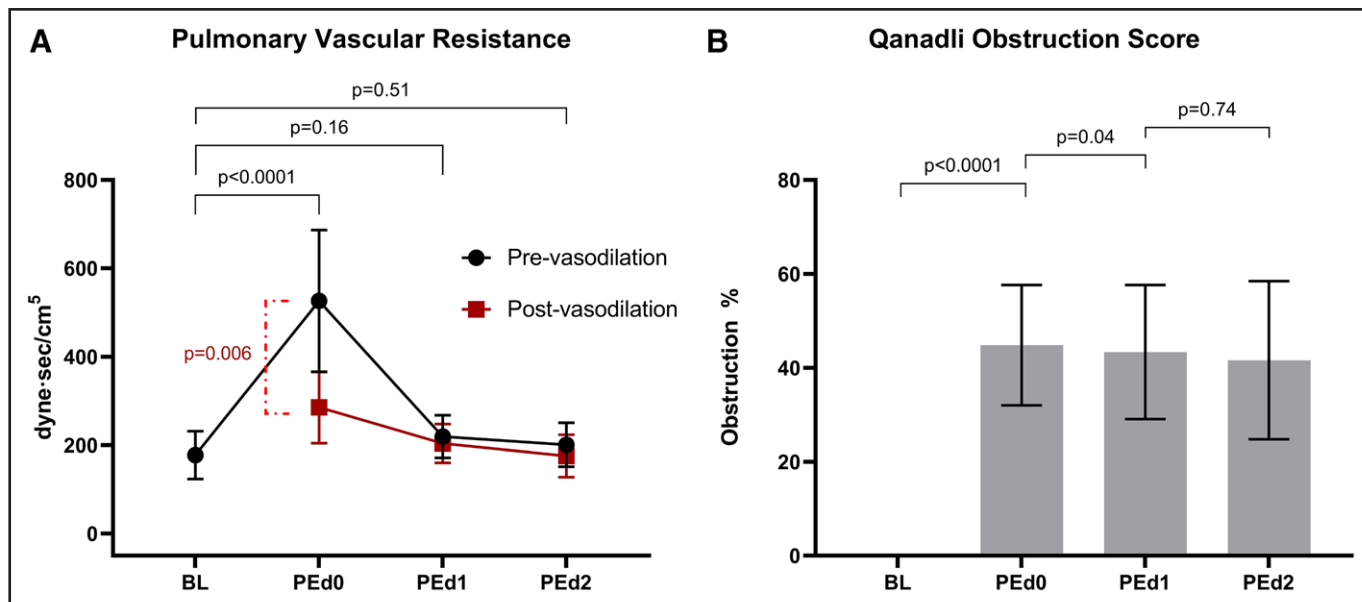 A
Pulmonary Vascular Resistance
p=0.51
p=0.16
p<0.0001
800
600
400
200
0
dyne·sec/cm⁵
p=0.006
Pre-vasodilation
Post-vasodilation
BL PEd0 PEd1 PEd2
B
Qanadli Obstruction Score
p=0.74
p=0.04
p<0.0001
80
60
40
20
0
Obstruction %
BL PEd0 PEd1 PEd2